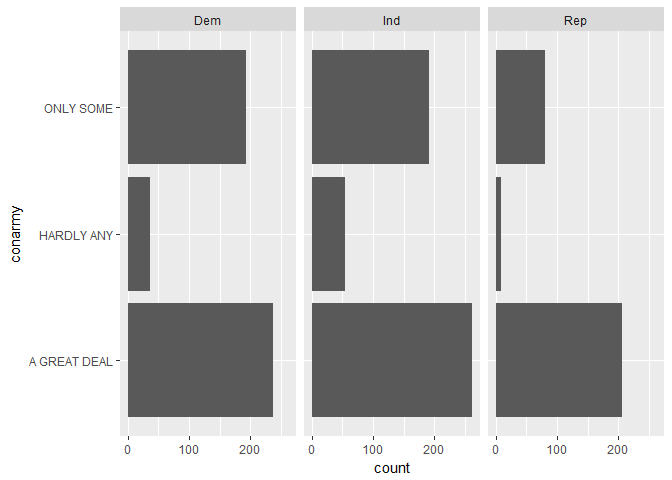 Dem Ind Rep
ONLY SOME
HARDLY ANY
A GREAT DEAL
conarmy
0 100 200 0 100 200 0 100 200
count